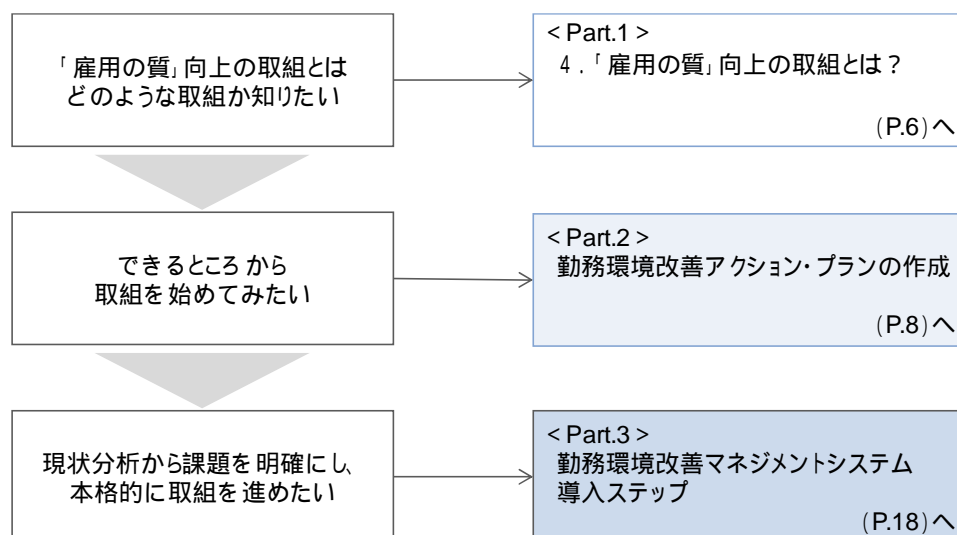 「雇用の質」向上の取組とは
どのような取組か知りたい
＜Part.1＞
４．「雇用の質」向上の取組とは？
（P.6）へ
できるところから
取組を始めてみたい
＜Part.2＞
勤務環境改善アクション・プランの作成
（P.8）へ
現状分析から課題を明確にし、
本格的に取組を進めたい
＜Part.3＞
勤務環境改善マネジメントシステム
導入ステップ
（P.18）へ